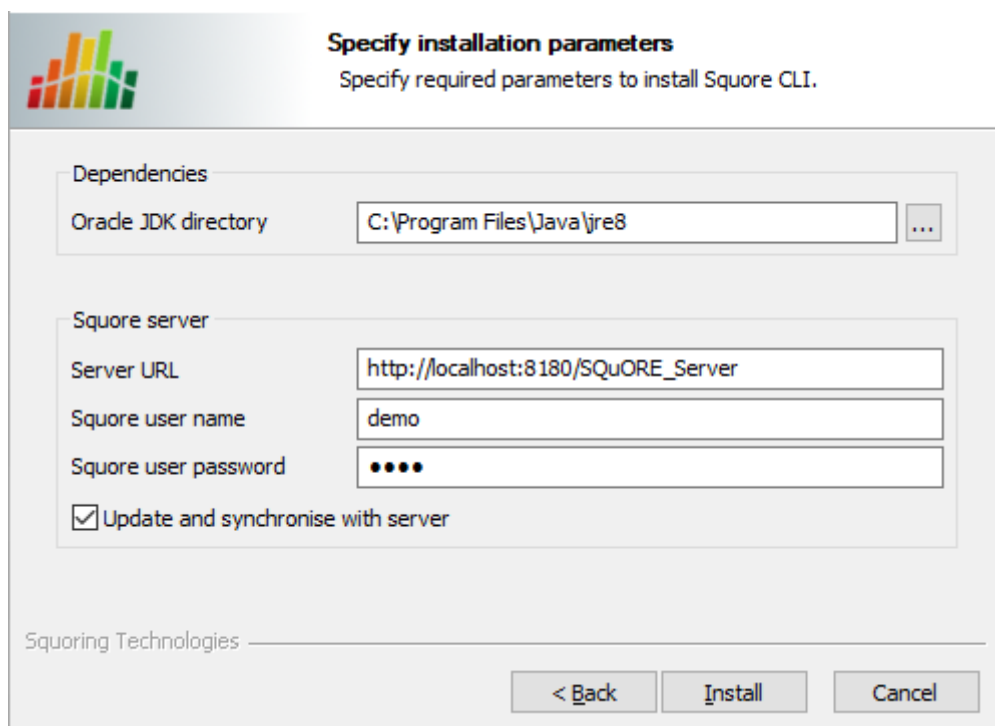 Specify installation parameters
Specify required parameters to install Squore CLI.
Dependencies
Oracle JDK directory C:\Program Files\Java\jre8 ...
Squore server
Server URL http://localhost:8180/SQuORE_Server
Squore user name demo
Squore user password ••••
Update and synchronise with server
Squoring Technologies
< Back Install Cancel